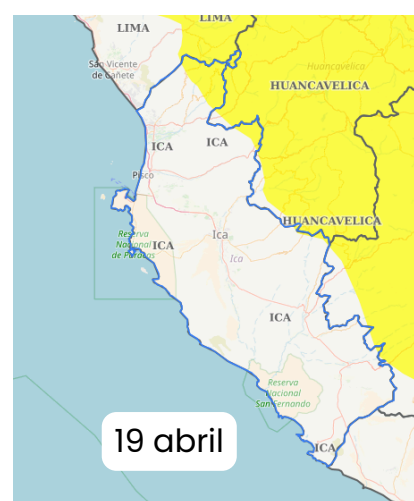 LIMA
LIMA
San Vicente
de Cañete
Huancavelica
HUANCAVELICA
ICA
ICA
Pisco
HUANCAVELICA
Reserva
Nacional
de Paracas
ICA
Ica
Ica
ICA
Reserva
Nacional
San Fernando
19 abril
ICA